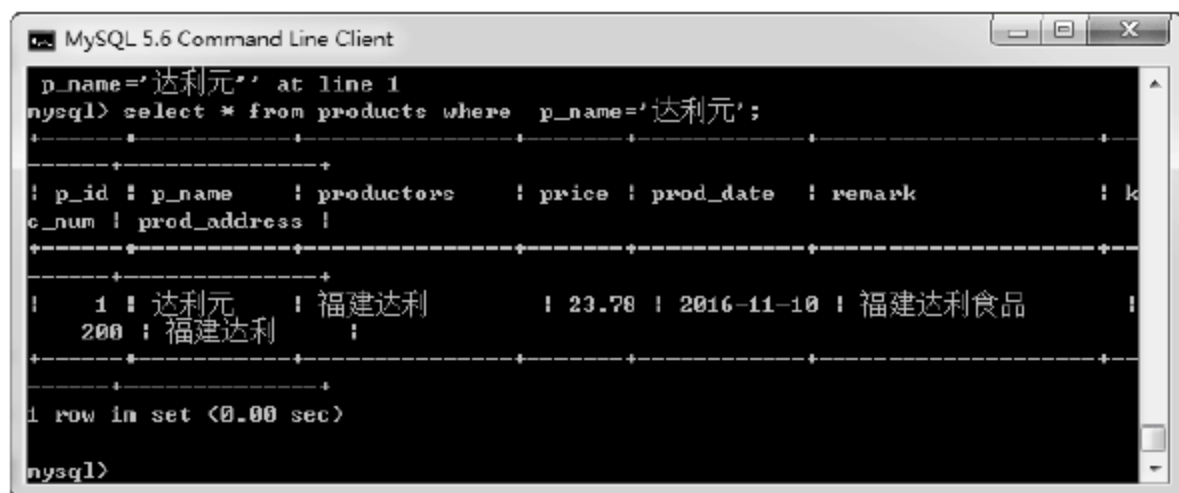 MySQL 5.6 Command Line Client
p_name='达利元"' at line 1
mysql> select * from products where  p_name='达利元';
+------+------------+----------------+-------+------------+--------------------+--
------+--------------+
| p_id | p_name | productors | price | prod_date | remark | k
c_num | prod_address |
+------+------------+----------------+-------+------------+--------------------+--
------+--------------+
| 1 | 达利元 | 福建达利 | 23.78 | 2016-11-10 | 福建达利食品 |
200 | 福建达利 |
+------+------------+----------------+-------+------------+--------------------+--
------+--------------+
1 row in set (0.00 sec)
mysql>